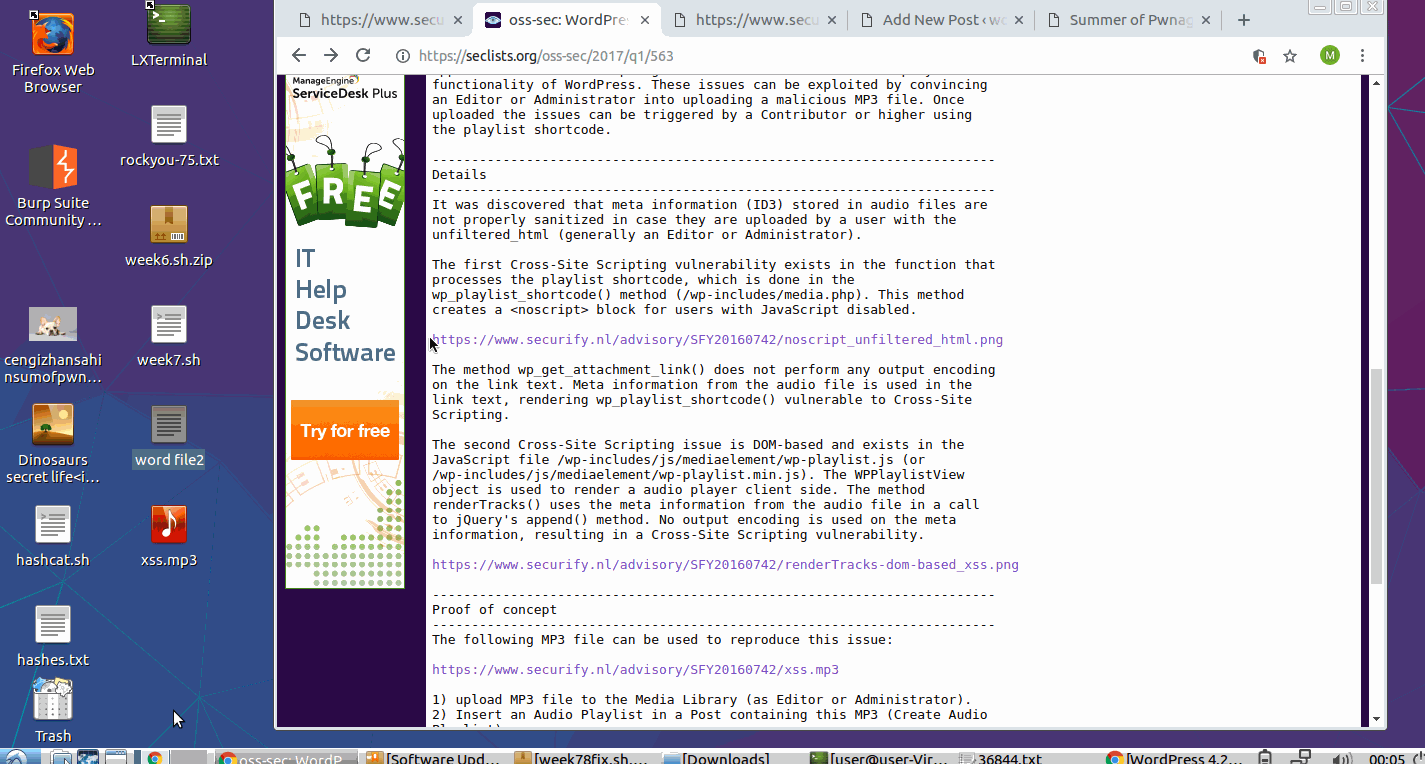 https://www.secu
oss-sec: WordPre
https://www.secu
Add New Post ‹ wo
Summer of Pwnag
https://seclists.org/oss-sec/2017/q1/563
M
Firefox Web
Browser
LXTerminal
rockyou-75.txt
Burp Suite
Community ...
week6.sh.zip
cengizhansahi
nsumofpwn...
week7.sh
Dinosaurs
secret life<i...
word file2
hashcat.sh
xss.mp3
hashes.txt
Trash
ManageEngine
ServiceDesk Plus
FREE
IT
Help
Desk
Software
Try for free
functionality of WordPress. These issues can be exploited by convincing
an Editor or Administrator into uploading a malicious MP3 file. Once
uploaded the issues can be triggered by a Contributor or higher using
the playlist shortcode.
------------------------------------------------------------------------
Details
------------------------------------------------------------------------
It was discovered that meta information (ID3) stored in audio files are
not properly sanitized in case they are uploaded by a user with the
unfiltered_html (generally an Editor or Administrator).
The first Cross-Site Scripting vulnerability exists in the function that
processes the playlist shortcode, which is done in the
wp_playlist_shortcode() method (/wp-includes/media.php). This method
creates a <noscript> block for users with JavaScript disabled.
https://www.securify.nl/advisory/SFY20160742/noscript_unfiltered_html.png
The method wp_get_attachment_link() does not perform any output encoding
on the link text. Meta information from the audio file is used in the
link text, rendering wp_playlist_shortcode() vulnerable to Cross-Site
Scripting.
The second Cross-Site Scripting issue is DOM-based and exists in the
JavaScript file /wp-includes/js/mediaelement/wp-playlist.js (or
/wp-includes/js/mediaelement/wp-playlist.min.js). The WPPlaylistView
object is used to render a audio player client side. The method
renderTracks() uses the meta information from the audio file in a call
to jQuery's append() method. No output encoding is used on the meta
information, resulting in a Cross-Site Scripting vulnerability.
https://www.securify.nl/advisory/SFY20160742/renderTracks-dom-based_xss.png
------------------------------------------------------------------------
Proof of concept
------------------------------------------------------------------------
The following MP3 file can be used to reproduce this issue:
https://www.securify.nl/advisory/SFY20160742/xss.mp3
1) upload MP3 file to the Media Library (as Editor or Administrator).
2) Insert an Audio Playlist in a Post containing this MP3 (Create Audio
oss-sec: WordP...
[Software Upd...
[week78fix.sh....
[Downloads]
[user@user-Vir...
36844.txt
[WordPress 4.2...
00:05